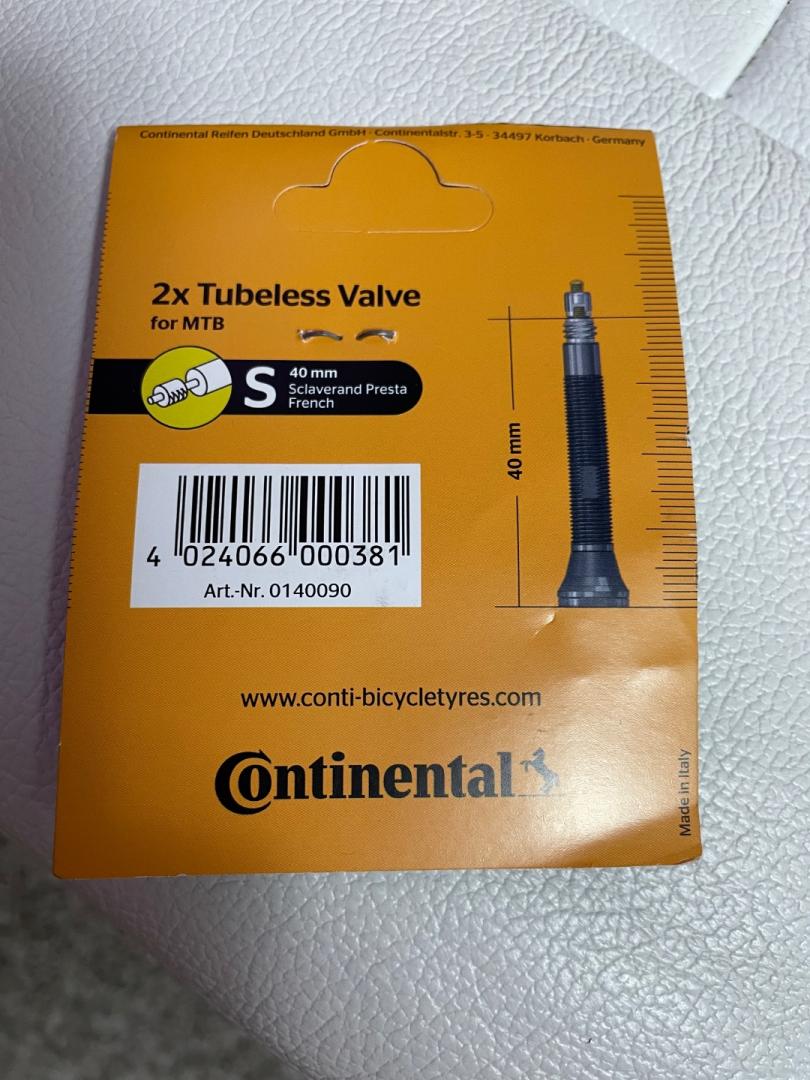 Continental Reifen Deutschland GmbH · Continentalstr. 3-5 · 34497 Korbach · Germany
2x Tubeless Valve
for MTB
S
40 mm
Sclaverand Presta
French
40 mm
4 024066 000381
Art.-Nr. 0140090
www.conti-bicycletyres.com
Continental
Made in Italy